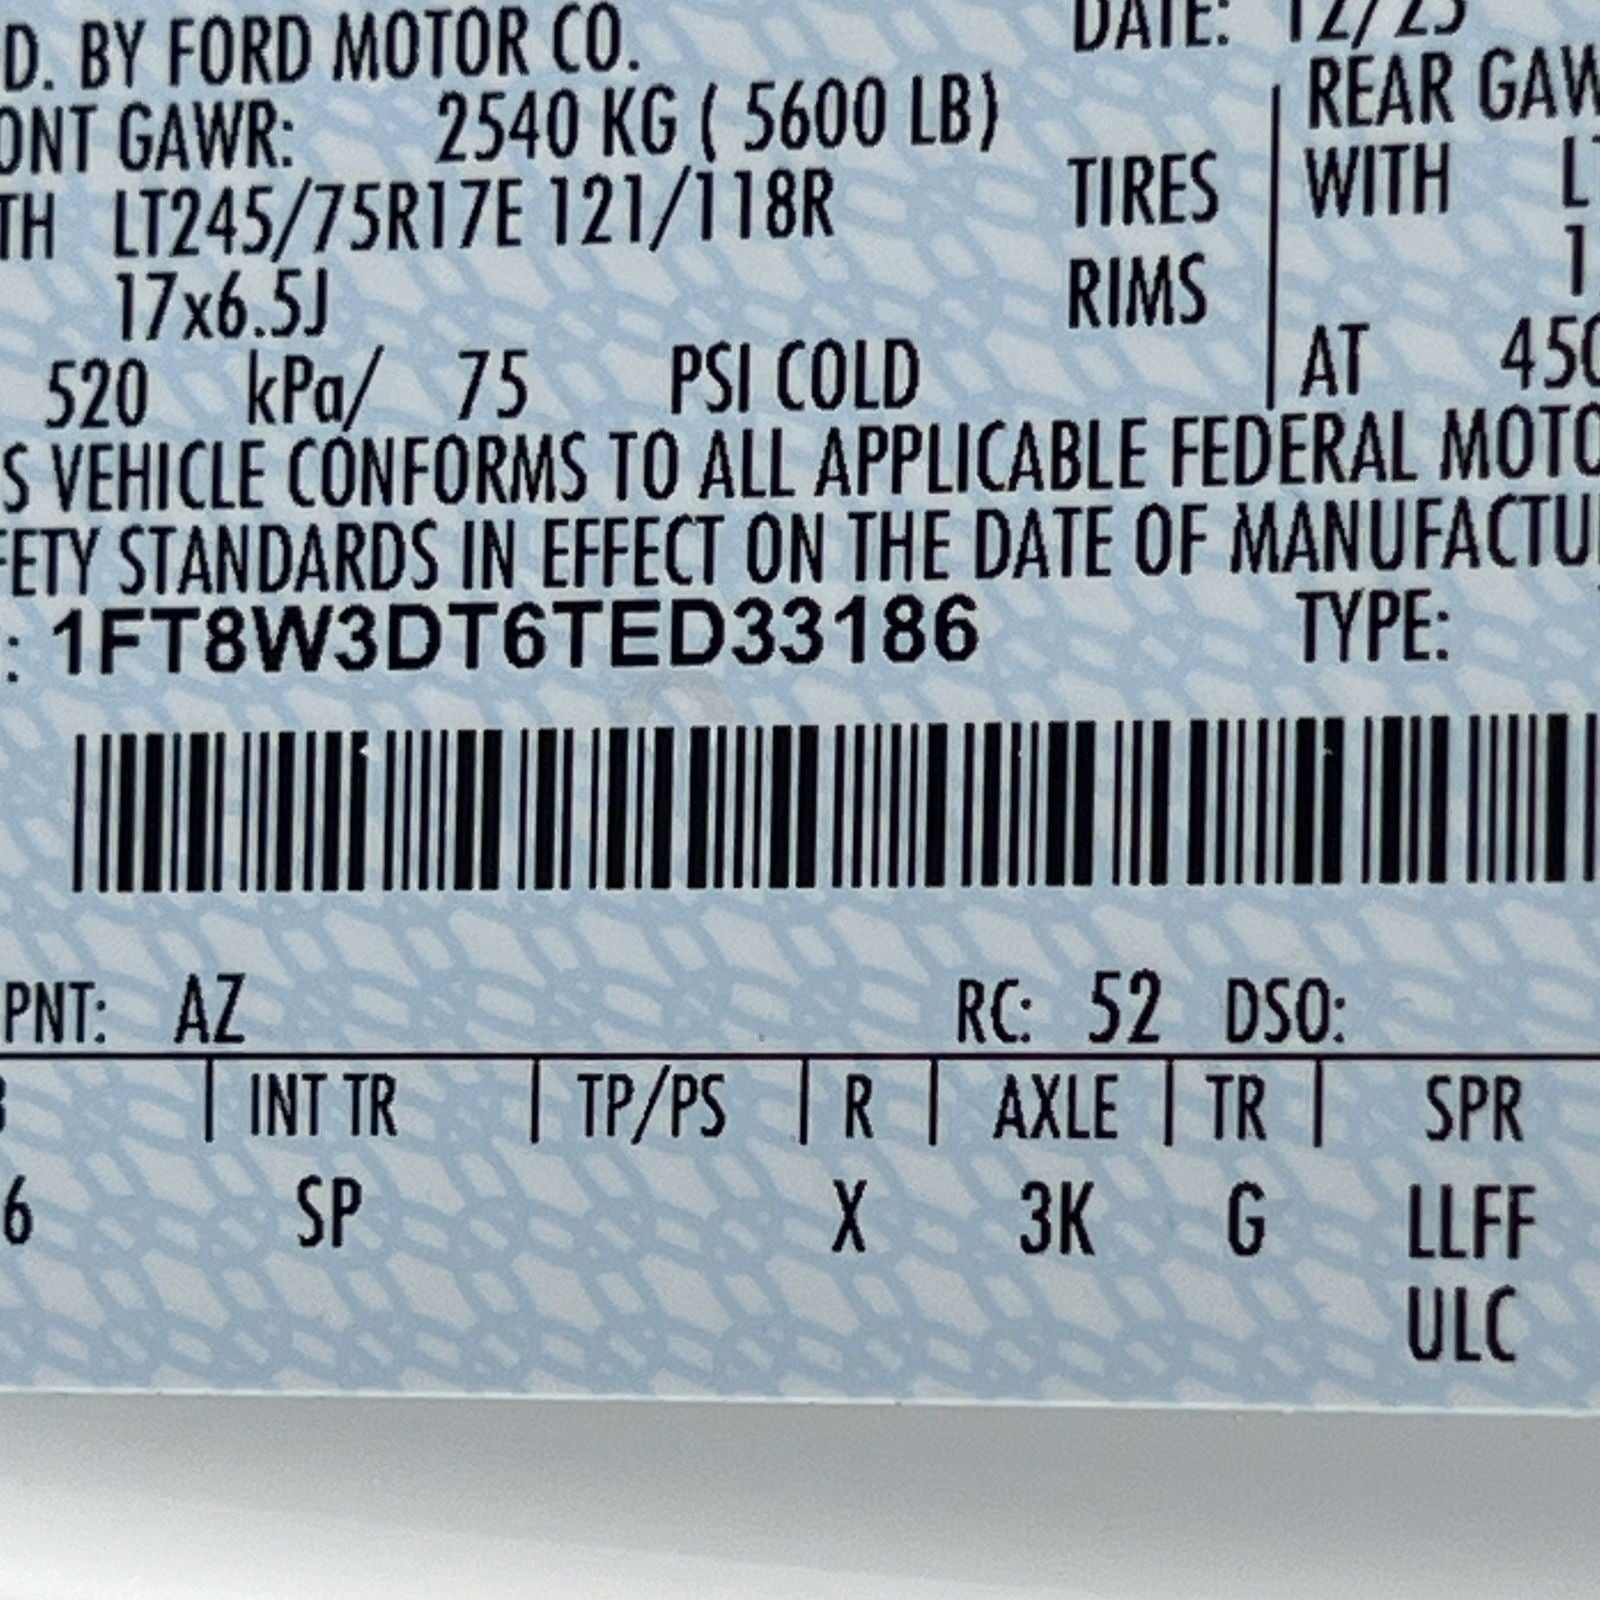 D. BY FORD MOTOR CO.
DATE: 12/25
ONT GAWR: 2540 KG ( 5600 LB)
REAR GAW
TH LT245/75R17E 121/118R TIRES
WITH
17x6.5J RIMS
1
520 kPa/ 75 PSI COLD
AT 450
S VEHICLE CONFORMS TO ALL APPLICABLE FEDERAL MOTO
FETY STANDARDS IN EFFECT ON THE DATE OF MANUFACTU
: 1FT8W3DT6TED33186 TYPE:
PNT: AZ RC: 52 DSO:
INT TR | TP/PS | R | AXLE | TR | SPR
6 SP X 3K G LLFF
ULC